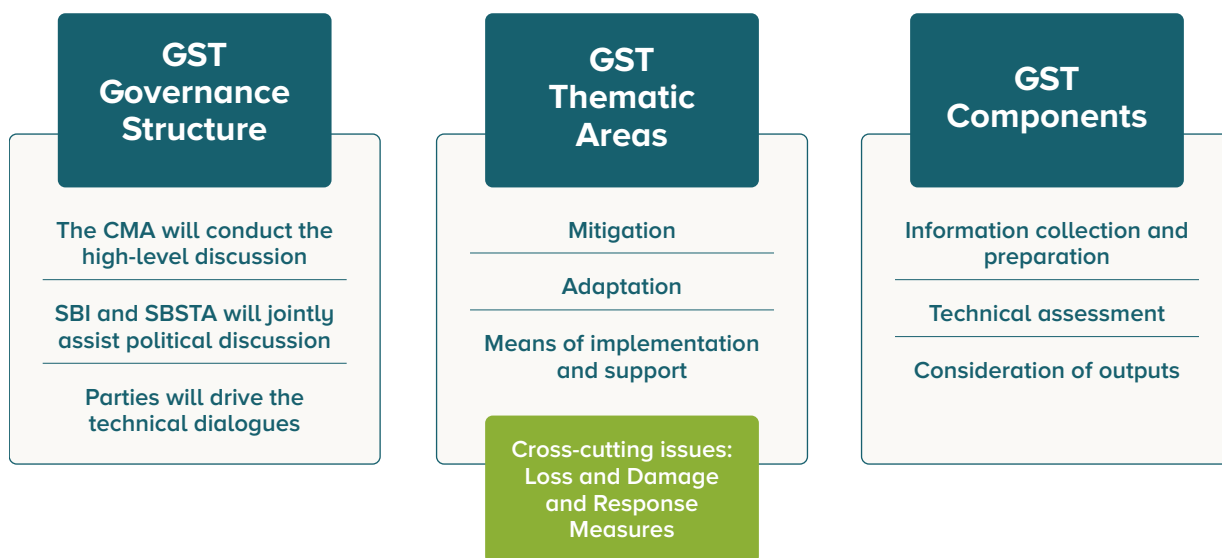 GST
Governance
Structure
The CMA will conduct the
high-level discussion
SBI and SBSTA will jointly
assist political discussion
Parties will drive the
technical dialogues
GST
Thematic
Areas
Mitigation
Adaptation
Means of implementation
and support
Cross-cutting issues:
Loss and Damage
and Response
Measures
GST
Components
Information collection and
preparation
Technical assessment
Consideration of outputs